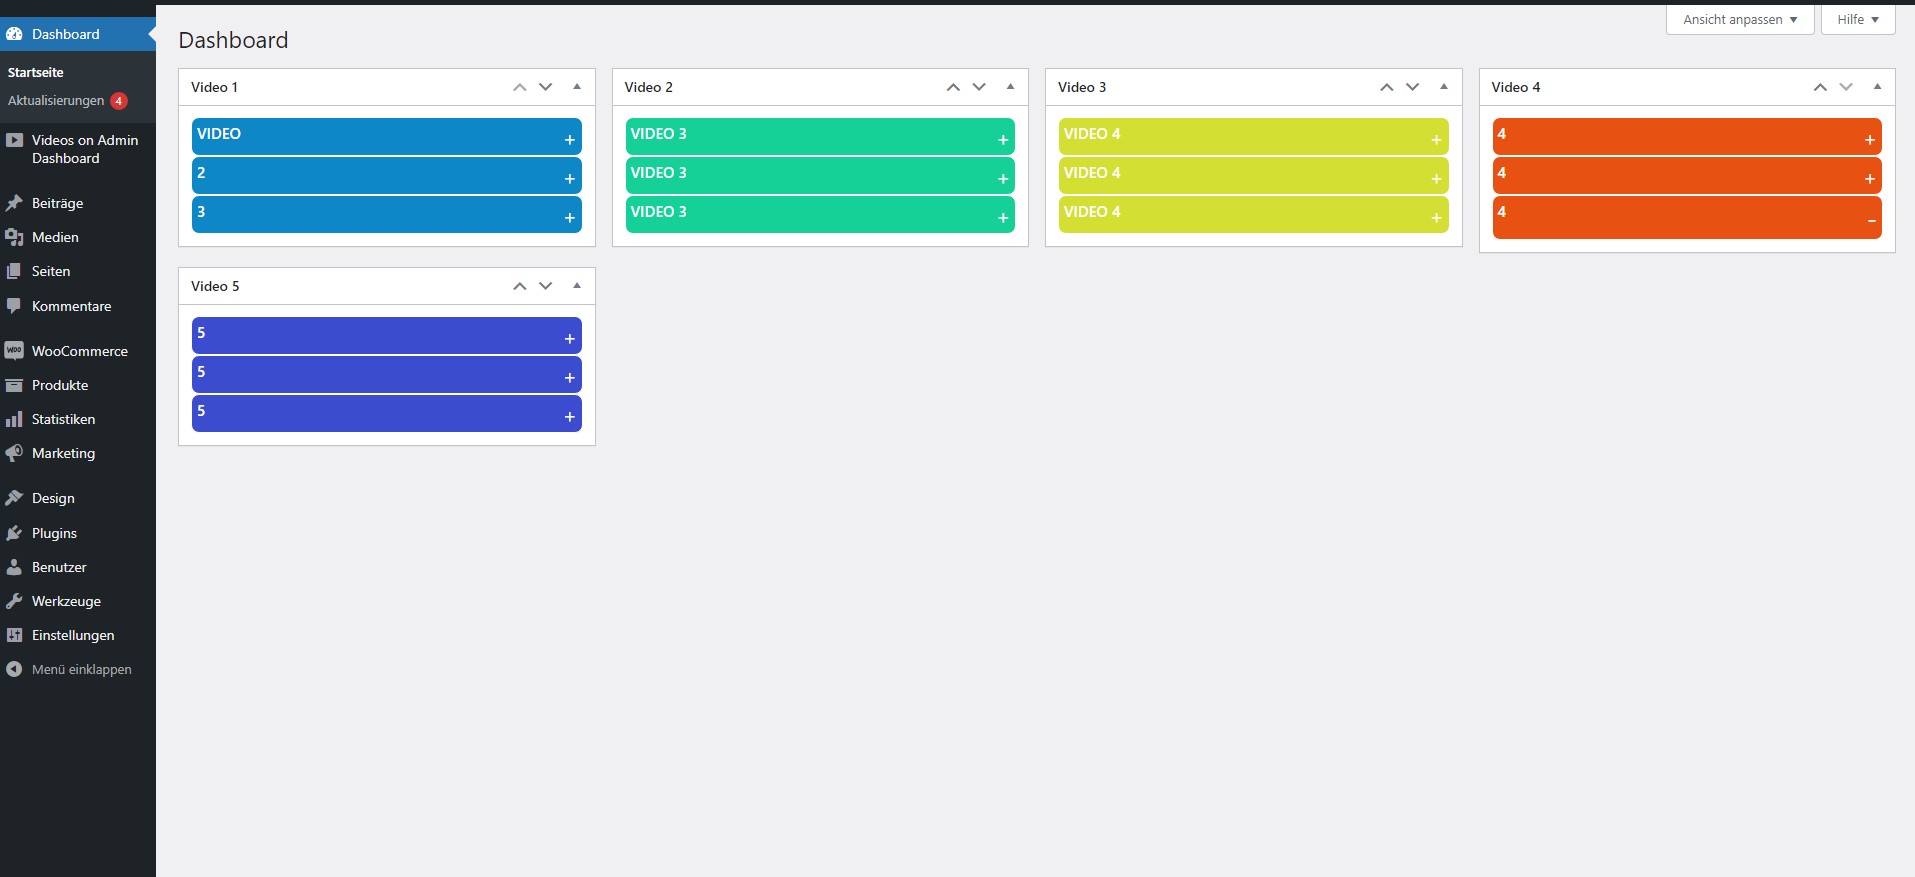 Ansicht anpassen
Hilfe
Dashboard
Startseite
Aktualisierungen 4
Videos on Admin
Dashboard
Beiträge
Medien
Seiten
Kommentare
WOO WooCommerce
Produkte
Statistiken
Marketing
Design
Plugins
Benutzer
Werkzeuge
Einstellungen
Menü einklappen
Dashboard
Video 1
VIDEO +
2 +
3 +
Video 2
VIDEO 3 +
VIDEO 3 +
VIDEO 3 +
Video 3
VIDEO 4 +
VIDEO 4 +
VIDEO 4 +
Video 4
4 +
4 +
4 −
Video 5
5 +
5 +
5 +